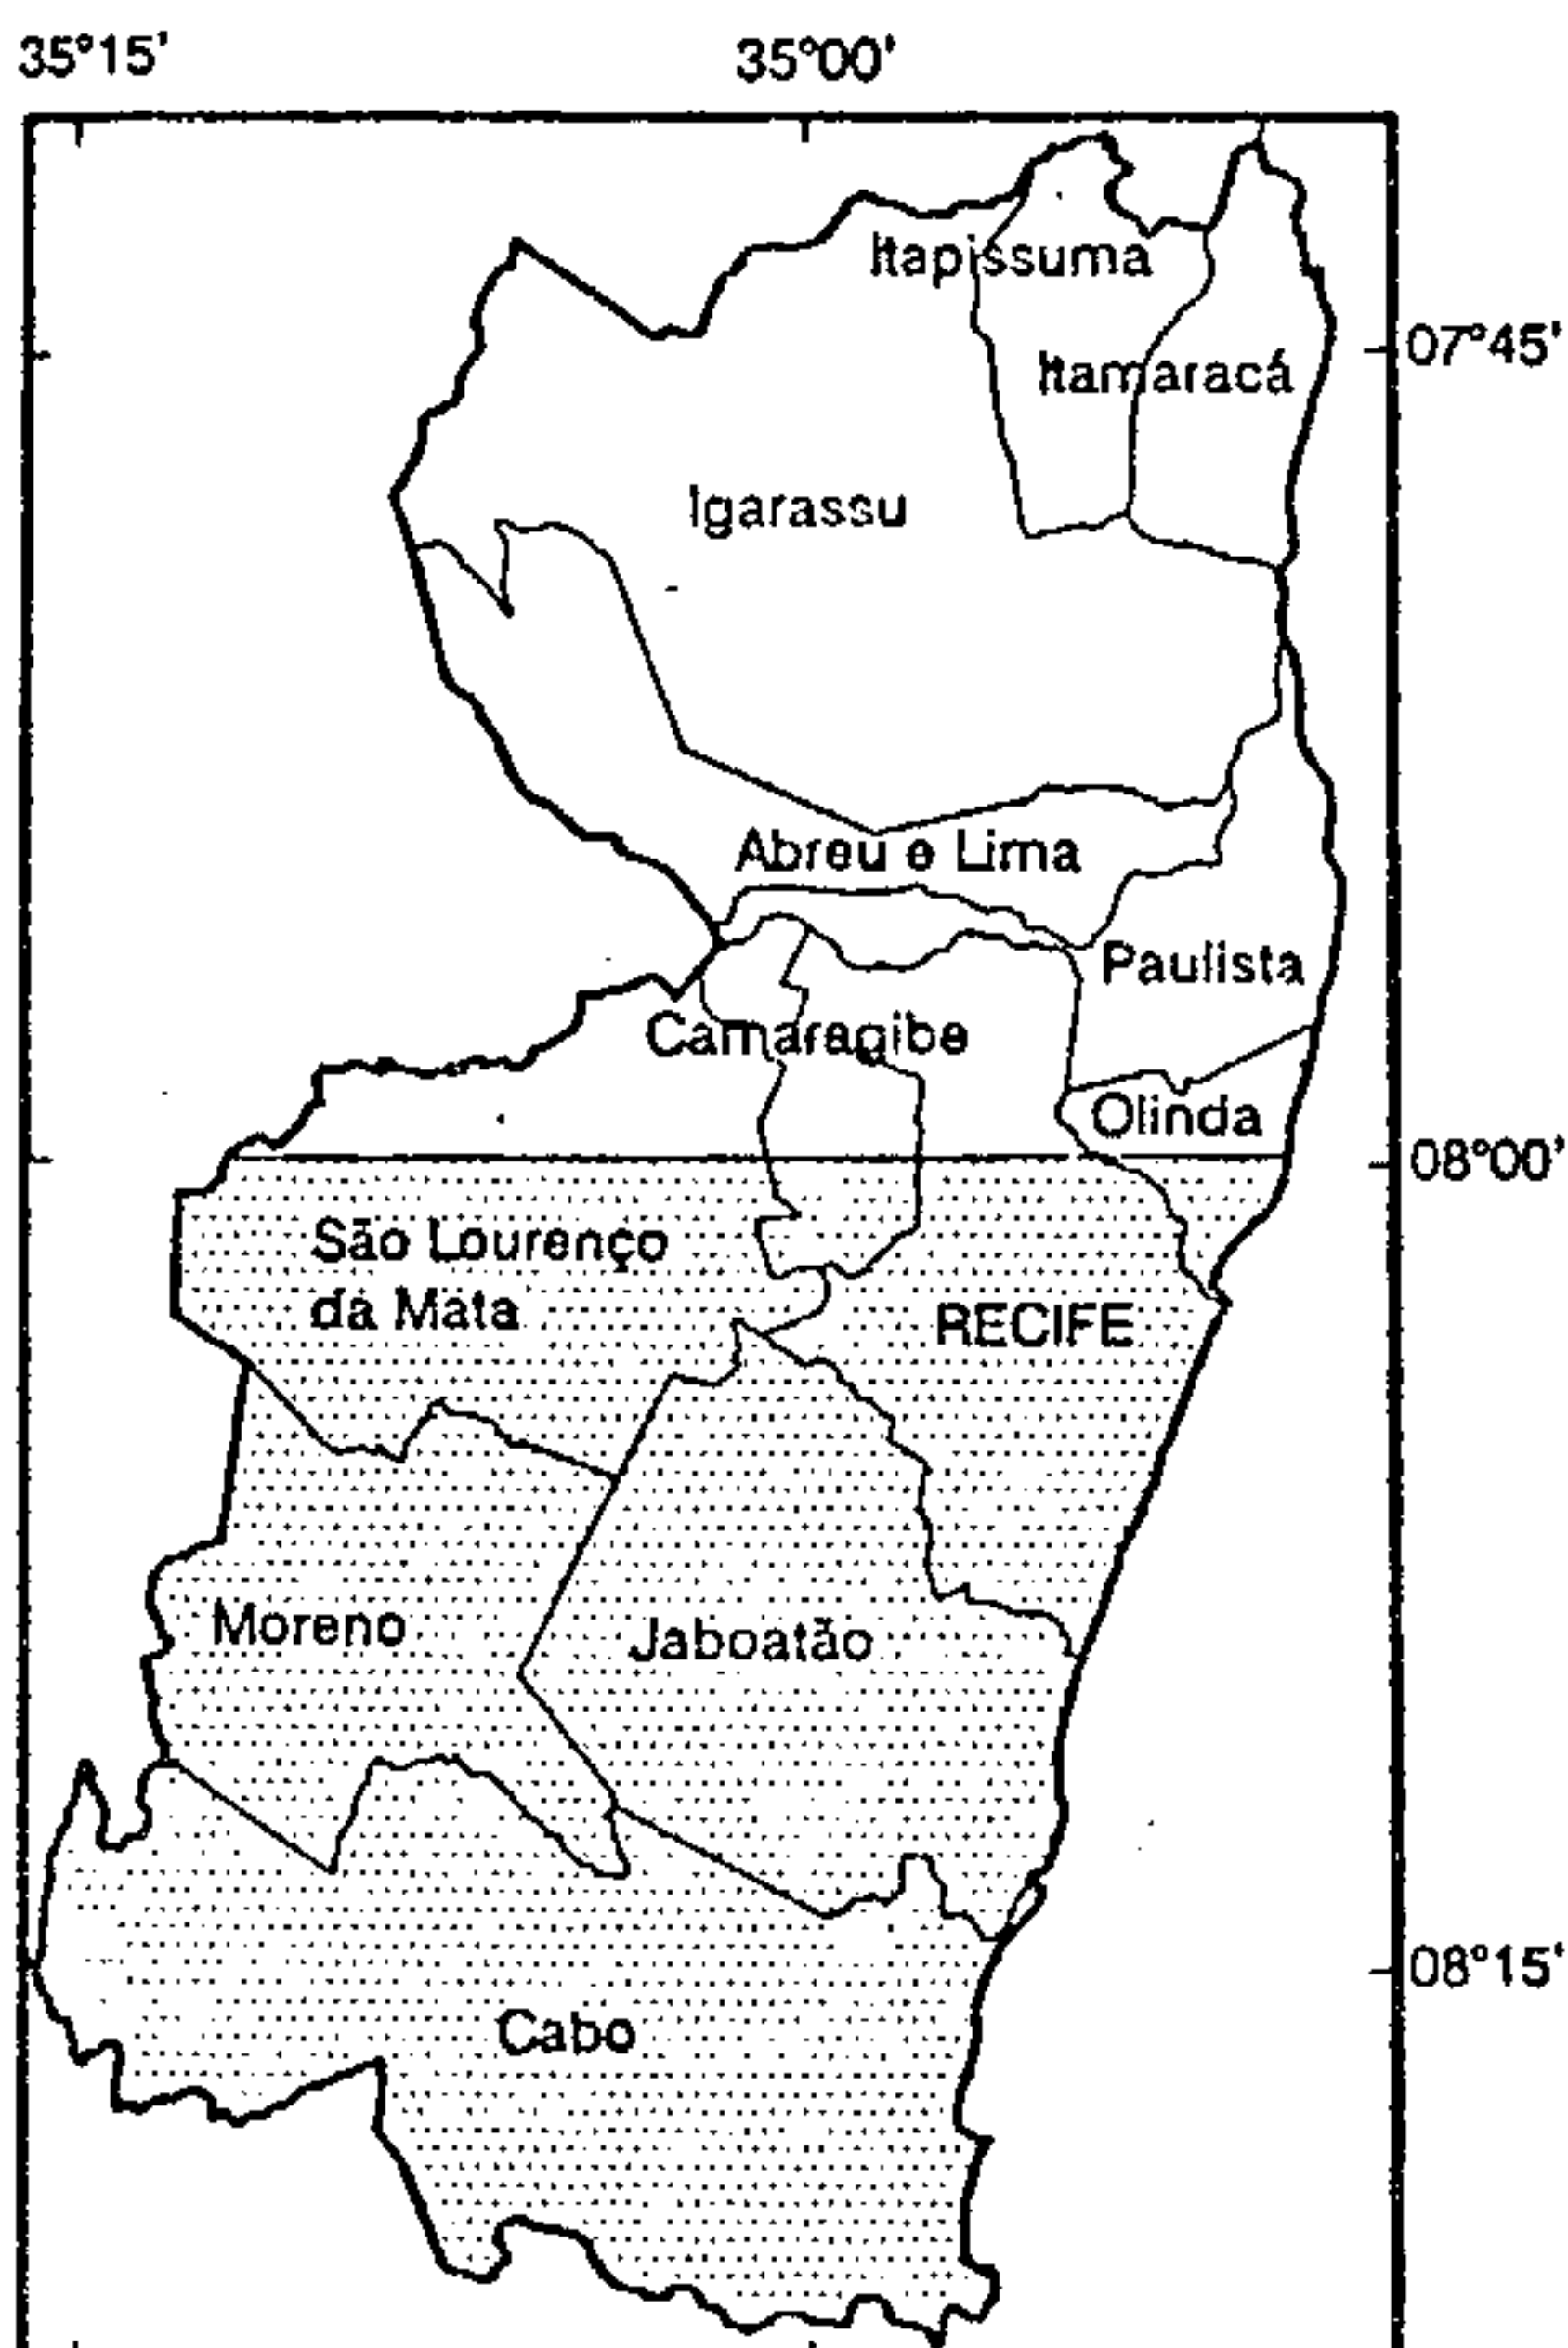 35°15' 35°00'
Itapissuma
07°45'
Itamaracá
Igarassu
Abreu e Lima
Paulista
Camaragibe
Olinda
08°00'
São Lourenço
da Mata
RECIFE
Moreno
Jaboatão
08°15'
Cabo